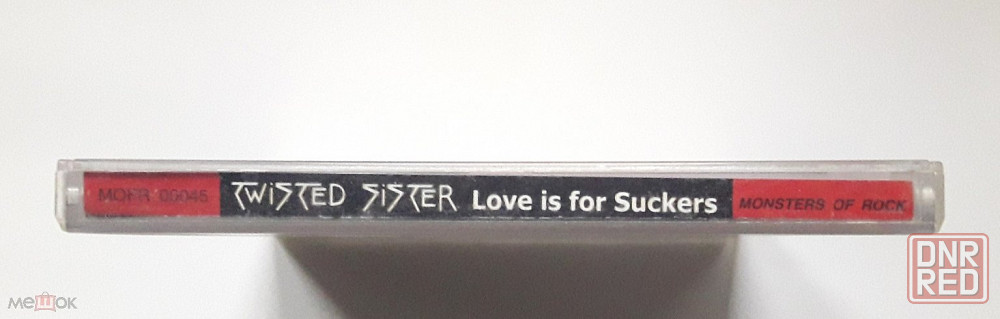 MOFR 00045 TWISTED SISTER Love is for Suckers MONSTERS OF ROCK
DNR
RED
мешок